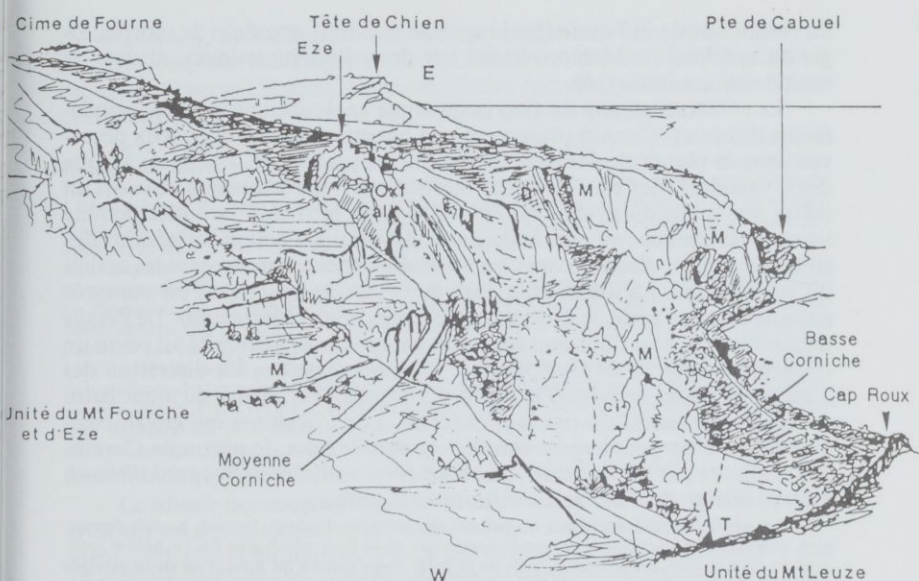 Cime de Fourne
Tête de Chien
Pte de Cabuel
Eze
E
Oxf
Call
D
M
M
M
M
ci
Basse
Corniche
Cap Roux
Unité du Mt Fourche
et d'Eze
Moyenne
Corniche
T
W
Unité du Mt Leuze